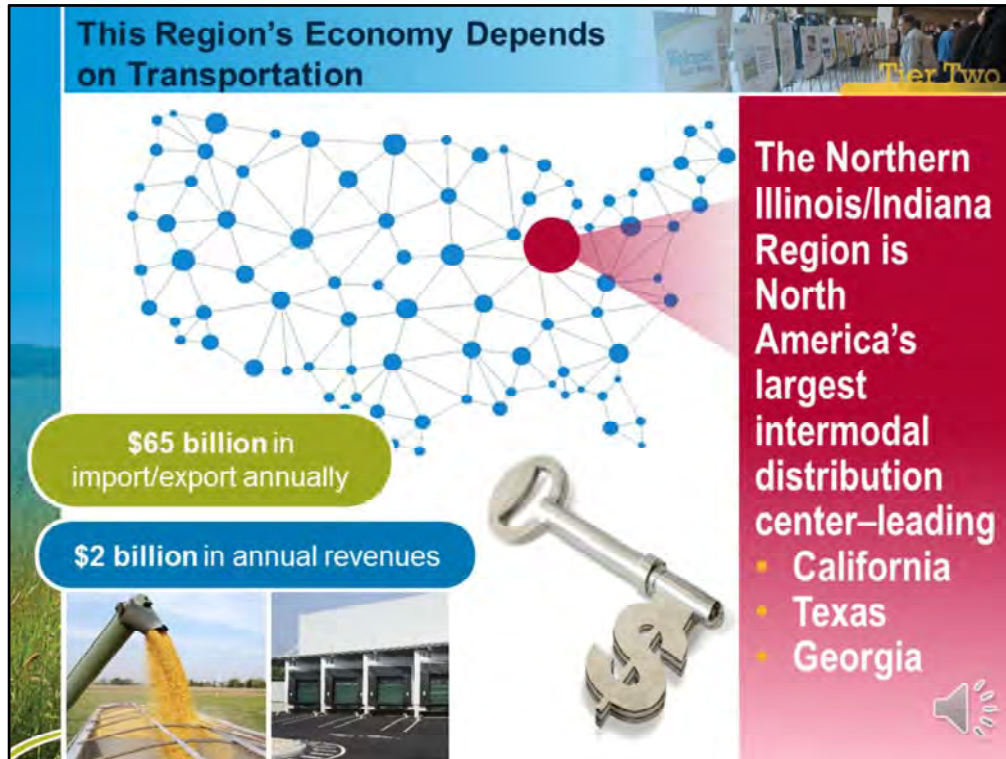 This Region's Economy Depends
on Transportation
Tier Two
The Northern
Illinois/Indiana
Region is
North
America's
largest
intermodal
distribution
center–leading
• California
• Texas
• Georgia
$65 billion in
import/export annually
$2 billion in annual revenues